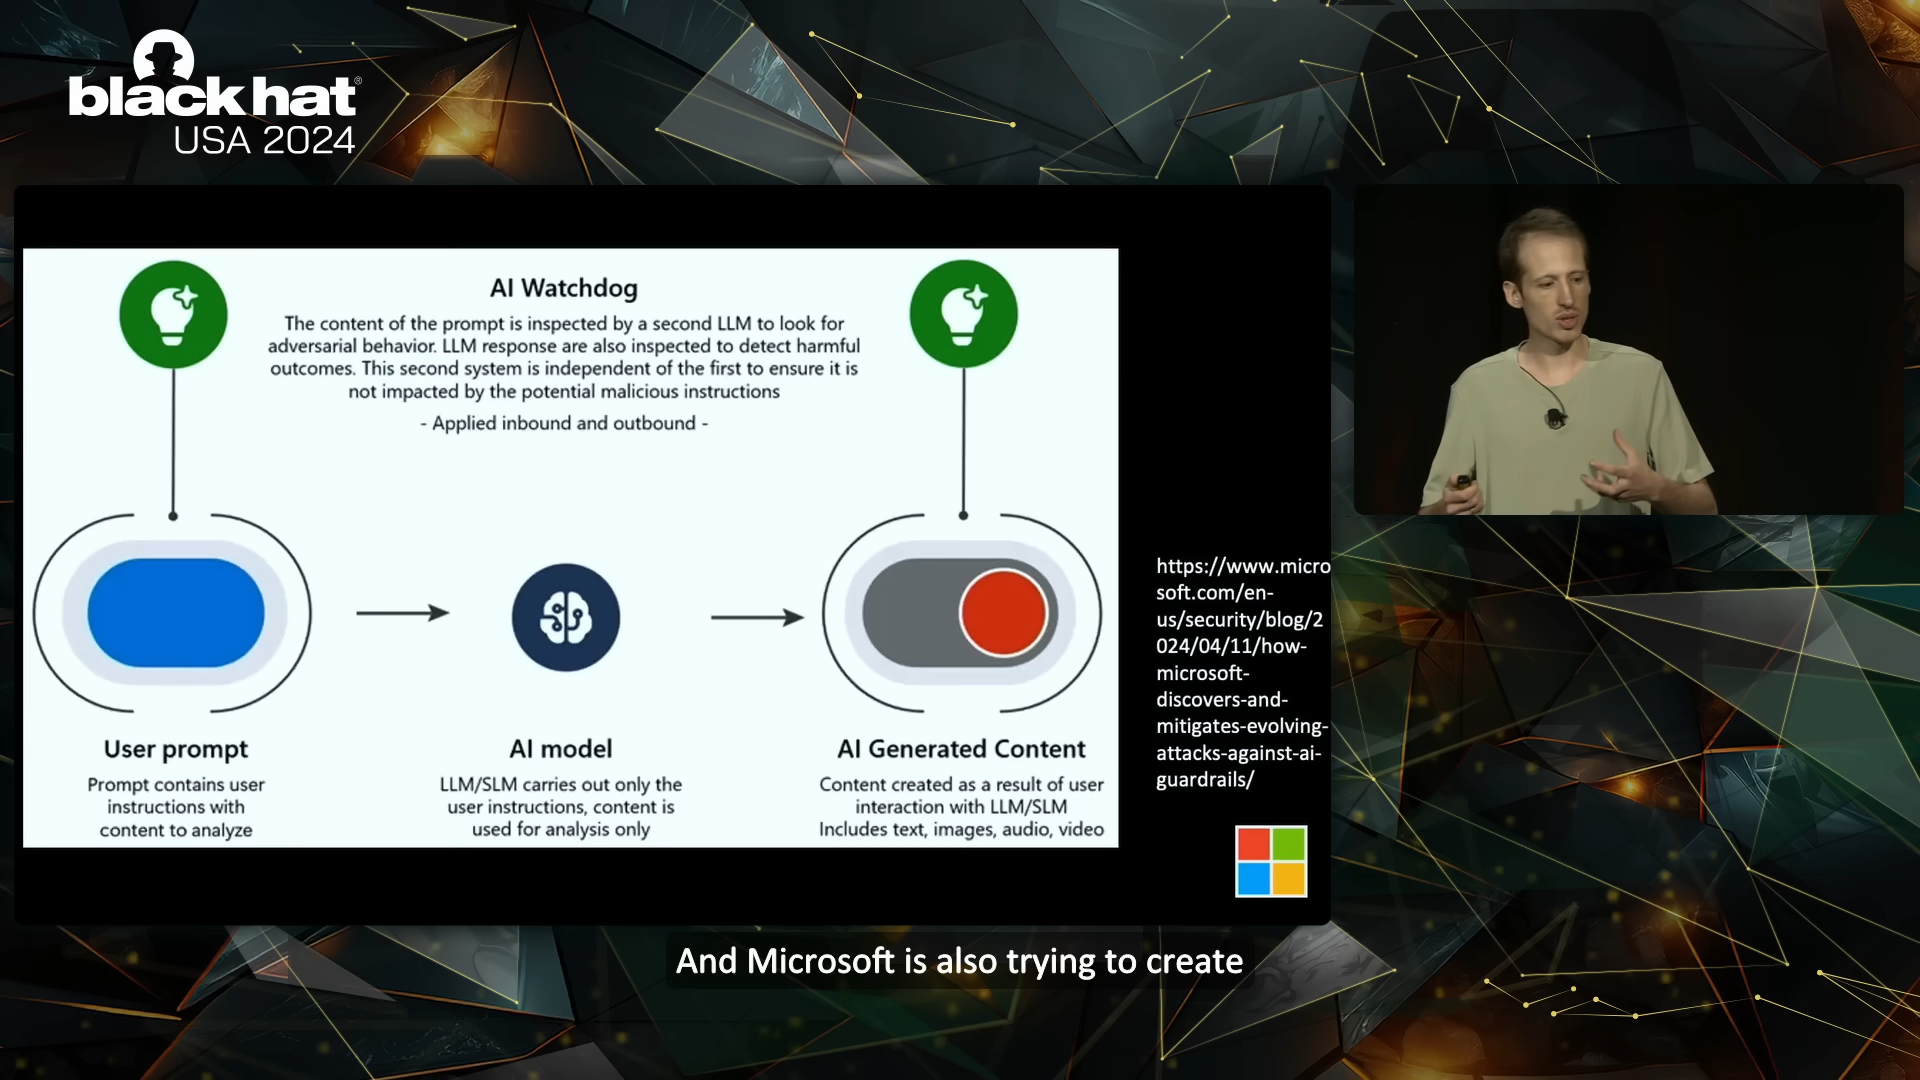 black hat®
USA 2024
AI Watchdog
The content of the prompt is inspected by a second LLM to look for
adversarial behavior. LLM response are also inspected to detect harmful
outcomes. This second system is independent of the first to ensure it is
not impacted by the potential malicious instructions
- Applied inbound and outbound -
User prompt
Prompt contains user
instructions with
content to analyze
AI model
LLM/SLM carries out only the
user instructions, content is
used for analysis only
AI Generated Content
Content created as a result of user
interaction with LLM/SLM
Includes text, images, audio, video
https://www.micro
soft.com/en-
us/security/blog/2
024/04/11/how-
microsoft-
discovers-and-
mitigates-evolving-
attacks-against-ai-
guardrails/
And Microsoft is also trying to create